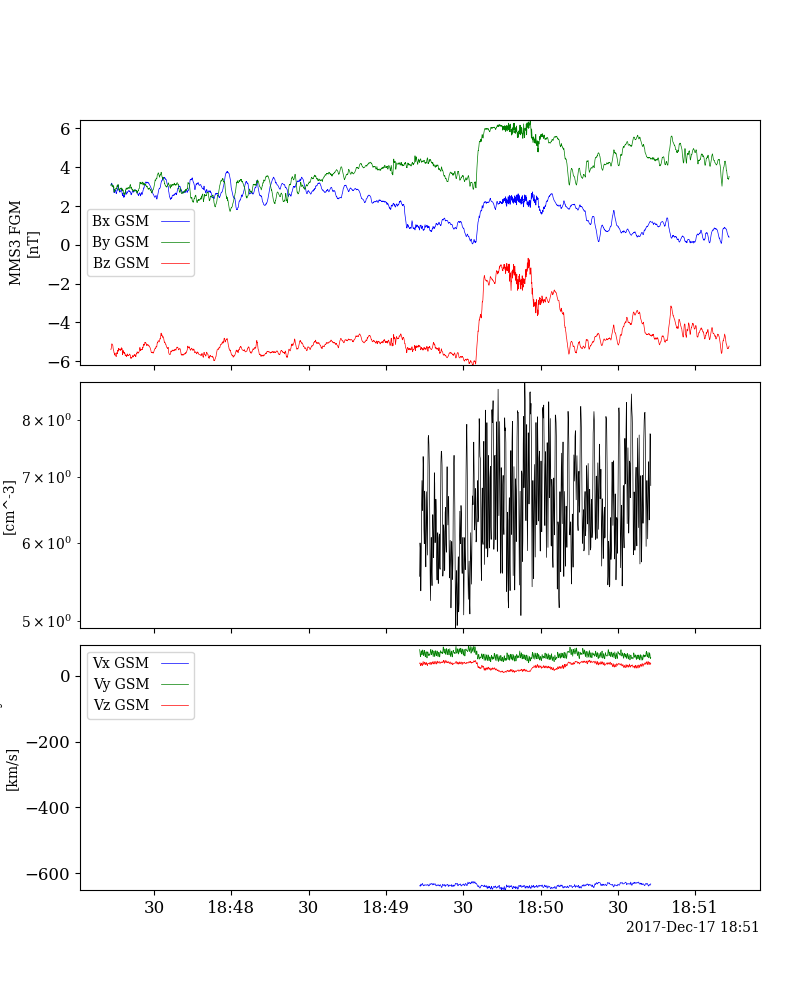 6
4
2
0
−2
−4
−6
MMS3 FGM
[nT]
Bx GSM
By GSM
Bz GSM
8 × 10⁰
7 × 10⁰
6 × 10⁰
5 × 10⁰
[cm^-3]
0
−200
−400
−600
[km/s]
Vx GSM
Vy GSM
Vz GSM
30 18:48 30 18:49 30 18:50 30 18:51
2017-Dec-17 18:51